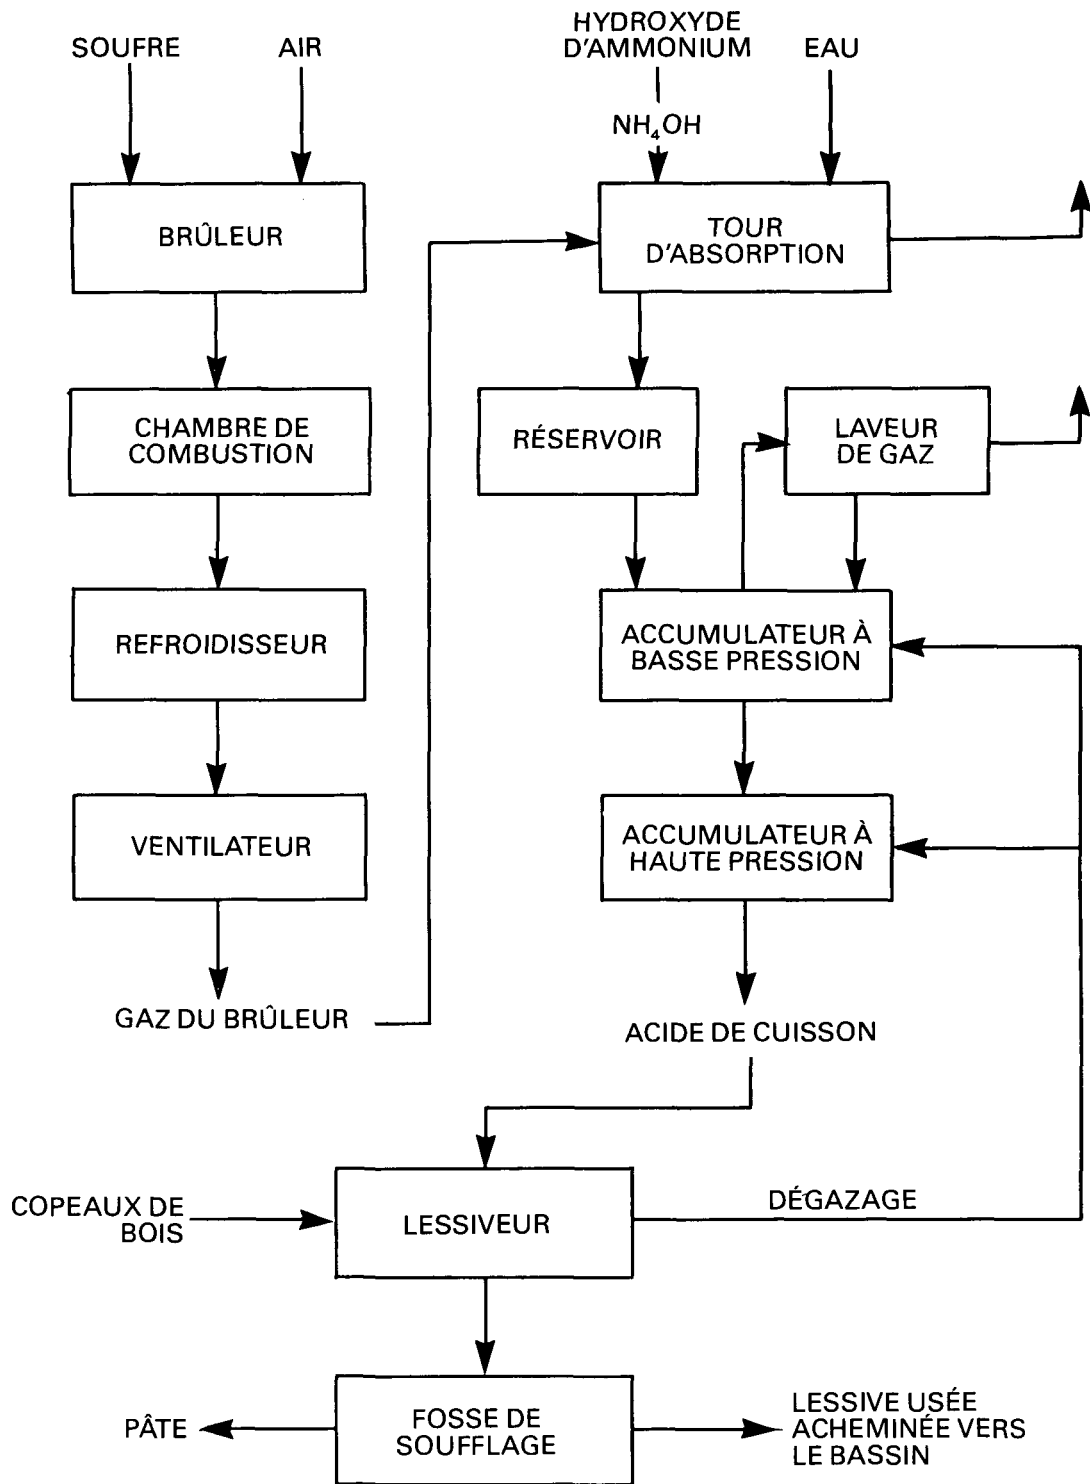 SOUFRE
AIR
HYDROXYDE
D'AMMONIUM
EAU
NH₄OH
BRÛLEUR
TOUR
D'ABSORPTION
CHAMBRE DE
COMBUSTION
RÉSERVOIR
LAVEUR
DE GAZ
REFROIDISSEUR
ACCUMULATEUR À
BASSE PRESSION
VENTILATEUR
ACCUMULATEUR À
HAUTE PRESSION
GAZ DU BRÛLEUR
ACIDE DE CUISSON
COPEAUX DE
BOIS
LESSIVEUR
DÉGAZAGE
PÂTE
FOSSE DE
SOUFFLAGE
LESSIVE USÉE
ACHEMINÉE VERS
LE BASSIN